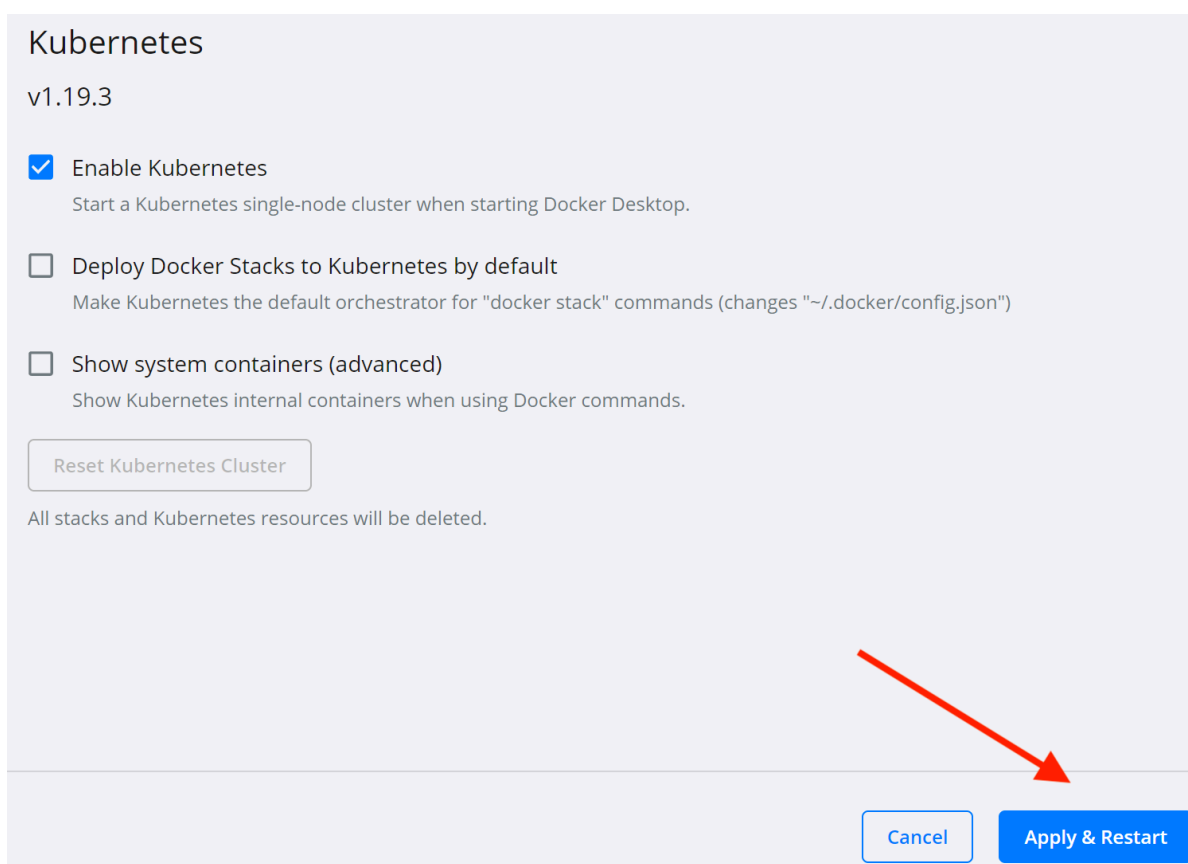 Kubernetes
v1.19.3
Enable Kubernetes
Start a Kubernetes single-node cluster when starting Docker Desktop.
Deploy Docker Stacks to Kubernetes by default
Make Kubernetes the default orchestrator for "docker stack" commands (changes "~/.docker/config.json")
Show system containers (advanced)
Show Kubernetes internal containers when using Docker commands.
Reset Kubernetes Cluster
All stacks and Kubernetes resources will be deleted.
Cancel
Apply & Restart